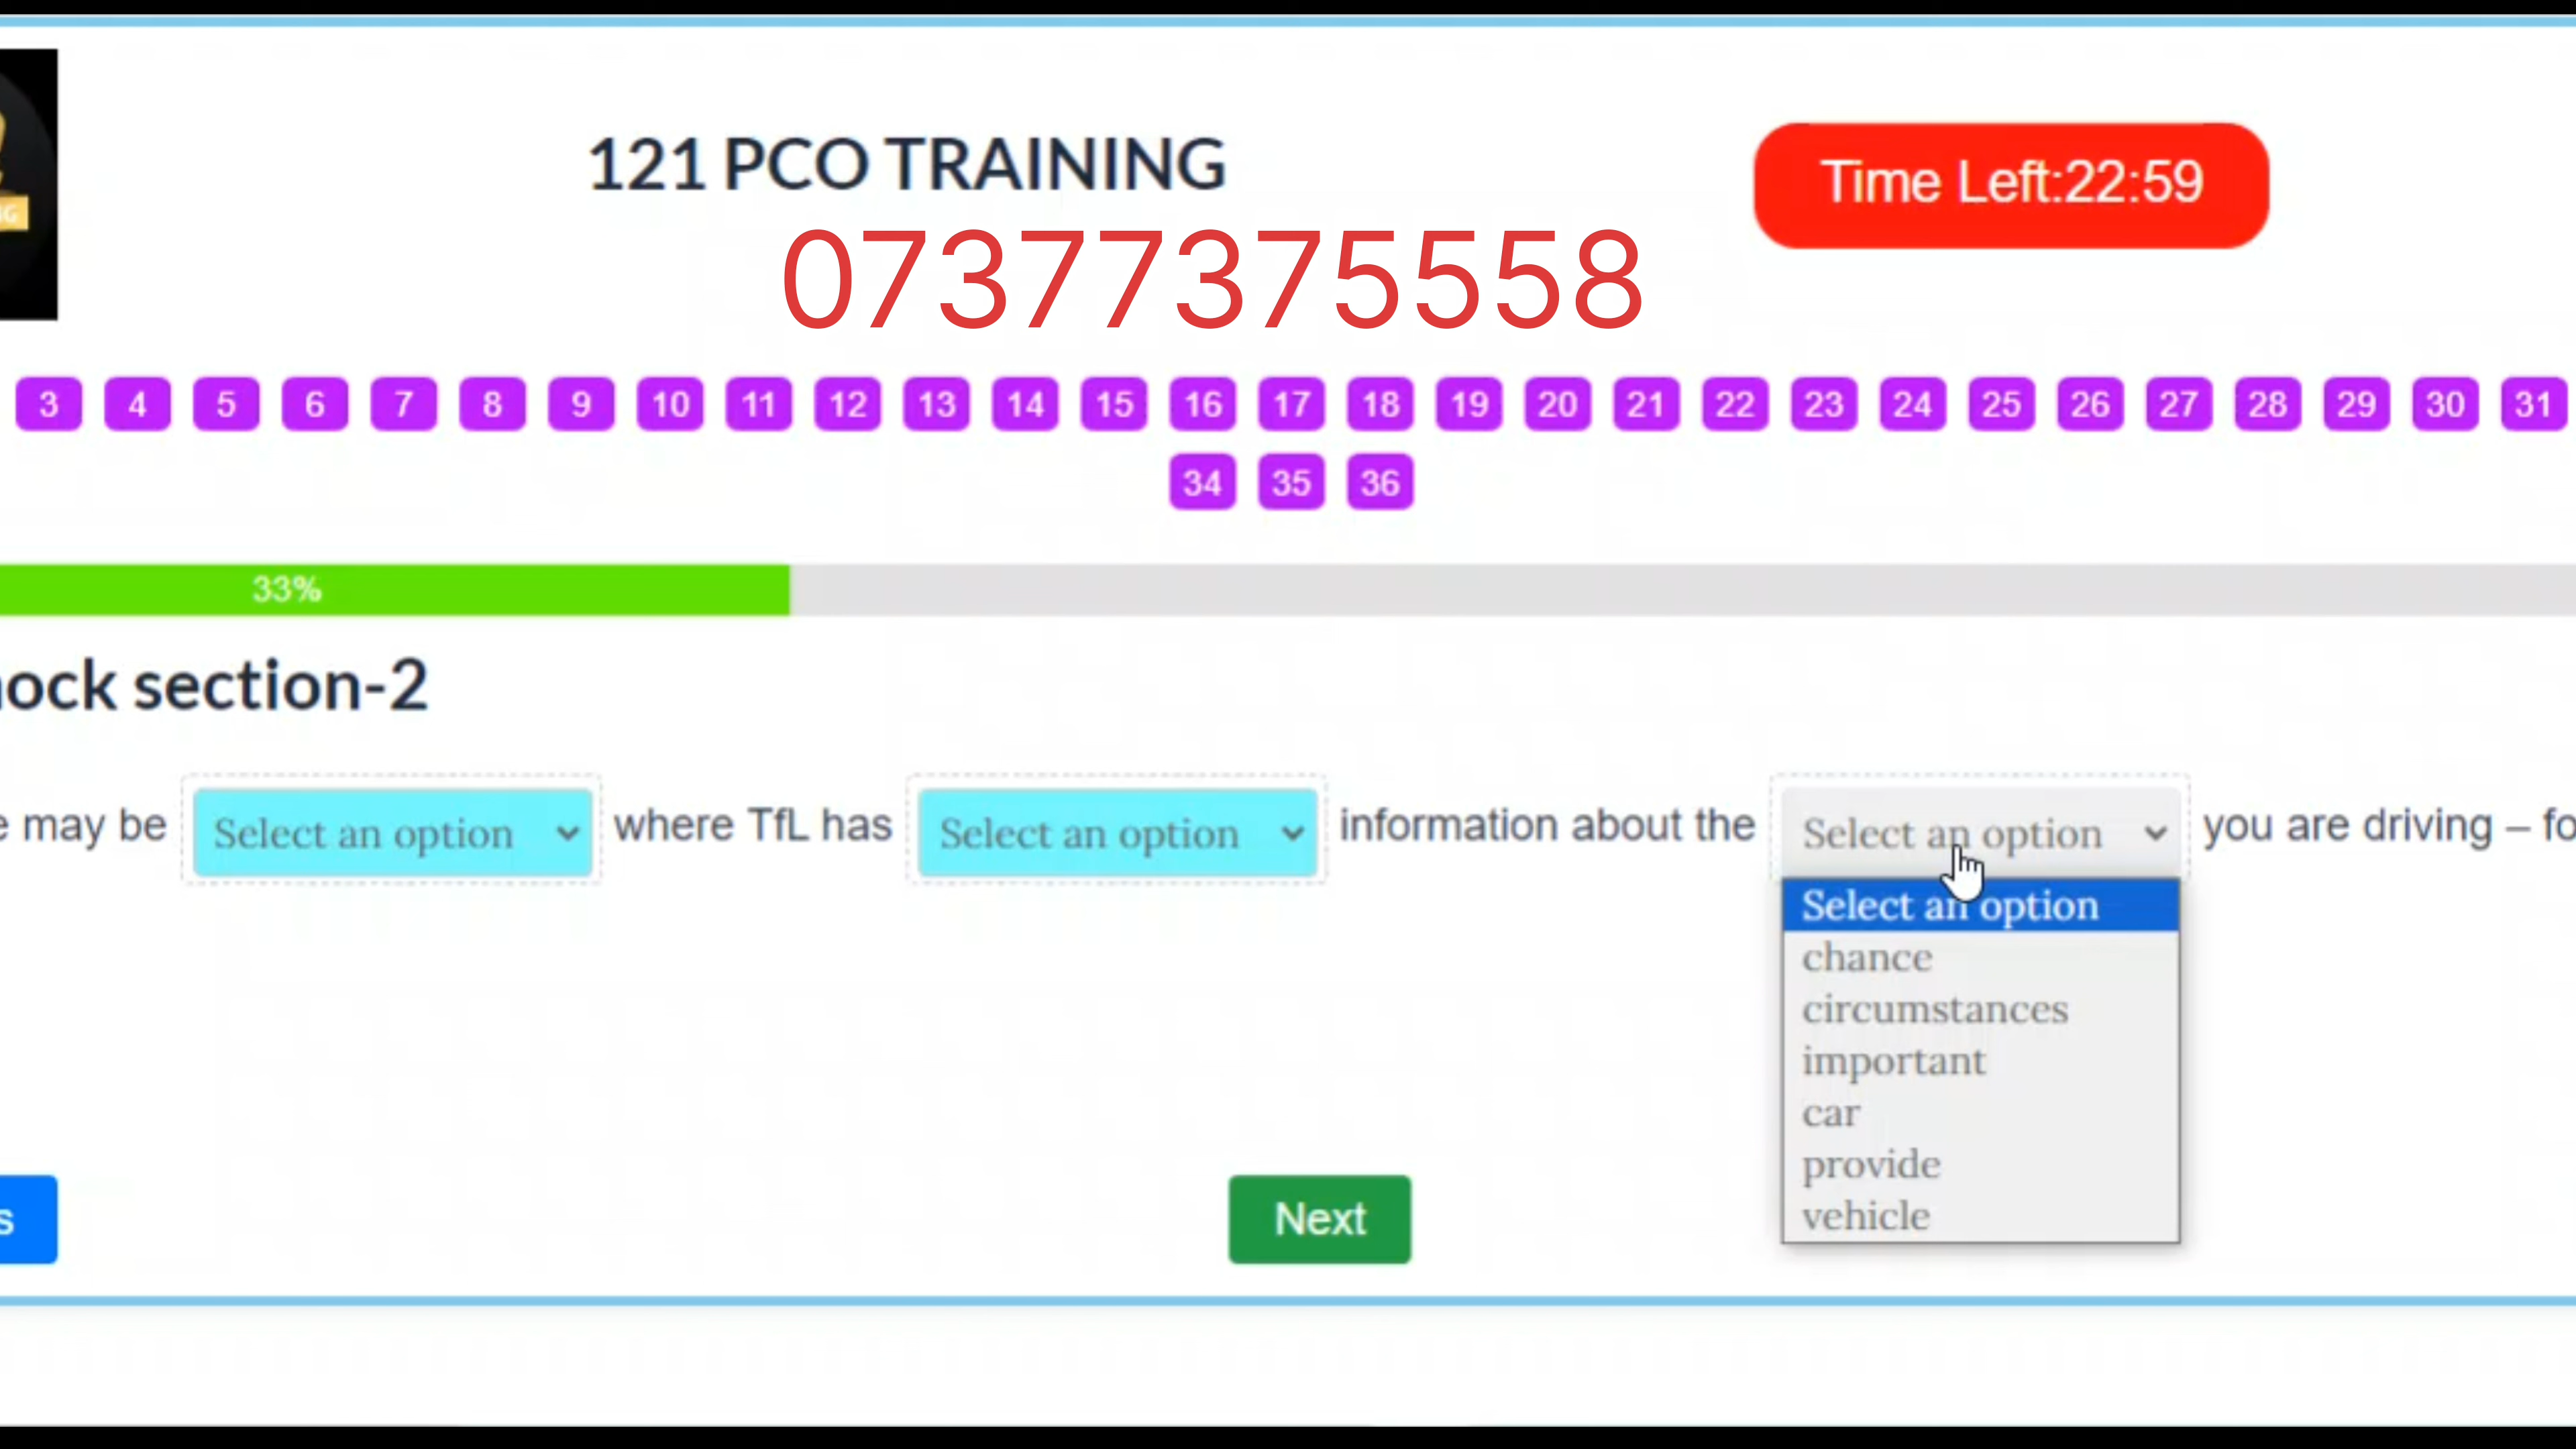 121 PCO TRAINING
Time Left:22:59
07377375558
3 4 5 6 7 8 9 10 11 12 13 14 15 16 17 18 19 20 21 22 23 24 25 26 27 28 29 30 31
34 35 36
33%
ock section-2
e may be Select an option where TfL has Select an option information about the Select an option you are driving – fo
Select an option
chance
circumstances
important
car
provide
vehicle
s
Next